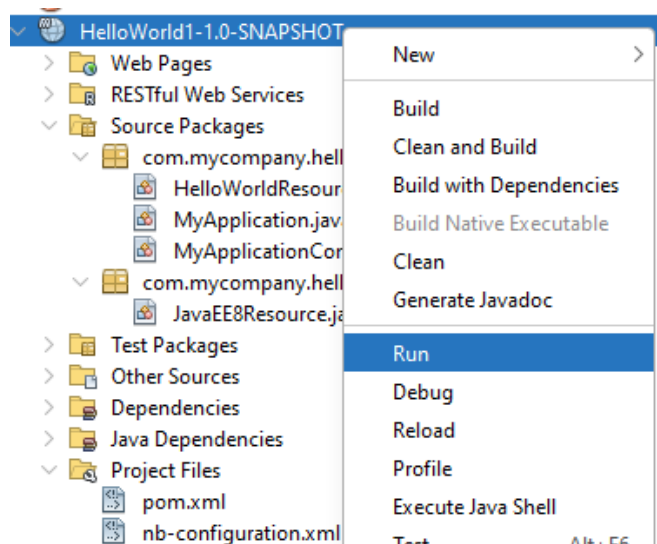 HelloWorld1-1.0-SNAPSHOT
Web Pages
RESTful Web Services
Source Packages
com.mycompany.hell
HelloWorldResour
MyApplication.jav
MyApplicationCor
com.mycompany.hell
JavaEE8Resource.ja
Test Packages
Other Sources
Dependencies
Java Dependencies
Project Files
pom.xml
nb-configuration.xml
New
Build
Clean and Build
Build with Dependencies
Build Native Executable
Clean
Generate Javadoc
Run
Debug
Reload
Profile
Execute Java Shell
Test Alt+F6